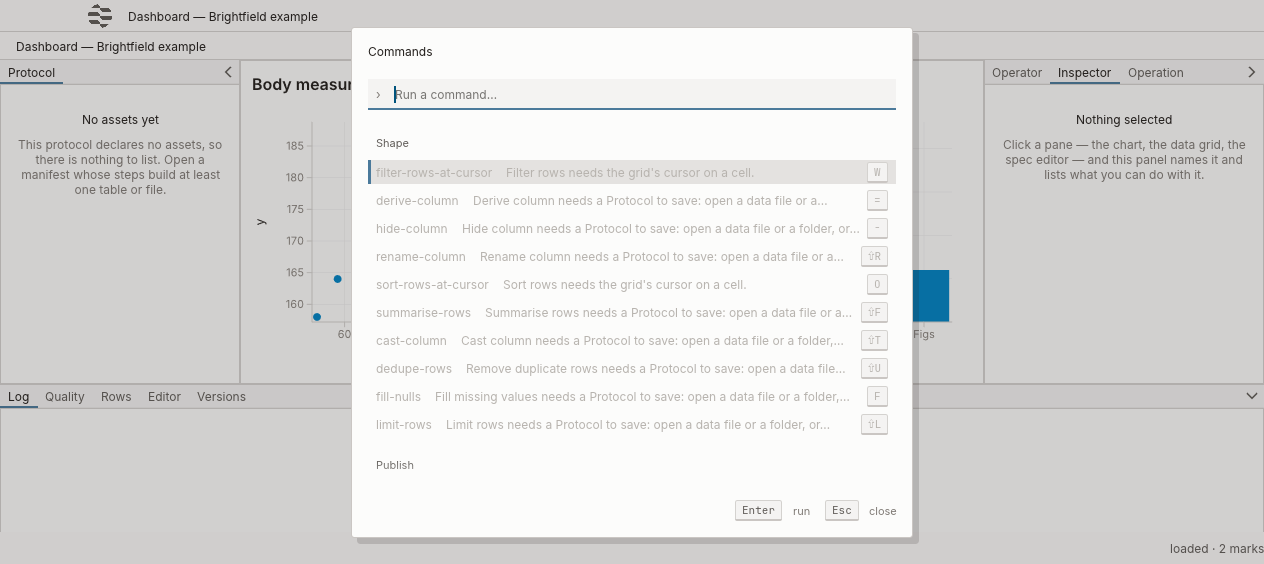 Dashboard — Brightfield example
Dashboard — Brightfield example
Protocol
No assets yet
This protocol declares no assets, so
there is nothing to list. Open a
manifest whose steps build at least
one table or file.
Body measur
185
180
175
170
165
160
y
60
Figs
Commands
› Run a command...
Shape
filter-rows-at-cursor Filter rows needs the grid's cursor on a cell. W
derive-column Derive column needs a Protocol to save: open a data file or a... =
hide-column Hide column needs a Protocol to save: open a data file or a folder, or... -
rename-column Rename column needs a Protocol to save: open a data file or a... ⇧R
sort-rows-at-cursor Sort rows needs the grid's cursor on a cell. O
summarise-rows Summarise rows needs a Protocol to save: open a data file or a... ⇧F
cast-column Cast column needs a Protocol to save: open a data file or a folder,... ⇧T
dedupe-rows Remove duplicate rows needs a Protocol to save: open a data file... ⇧U
fill-nulls Fill missing values needs a Protocol to save: open a data file or a folder,... F
limit-rows Limit rows needs a Protocol to save: open a data file or a folder, or... ⇧L
Publish
Enter run Esc close
Operator Inspector Operation
Nothing selected
Click a pane — the chart, the data grid, the
spec editor — and this panel names it and
lists what you can do with it.
Log Quality Rows Editor Versions
loaded · 2 marks